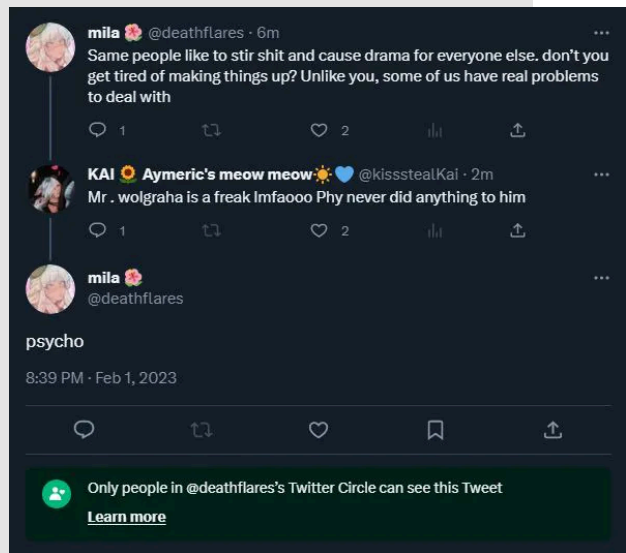 mila 🌺 @deathflares · 6m
Same people like to stir shit and cause drama for everyone else. don't you
get tired of making things up? Unlike you, some of us have real problems
to deal with
1 2
KAI 🌻 Aymeric's meow meow☀️💙 @kisssstealKai · 2m
Mr . wolgraha is a freak lmfaooo Phy never did anything to him
1 2
mila 🌺
@deathflares
psycho
8:39 PM · Feb 1, 2023
Only people in @deathflares's Twitter Circle can see this Tweet
Learn more